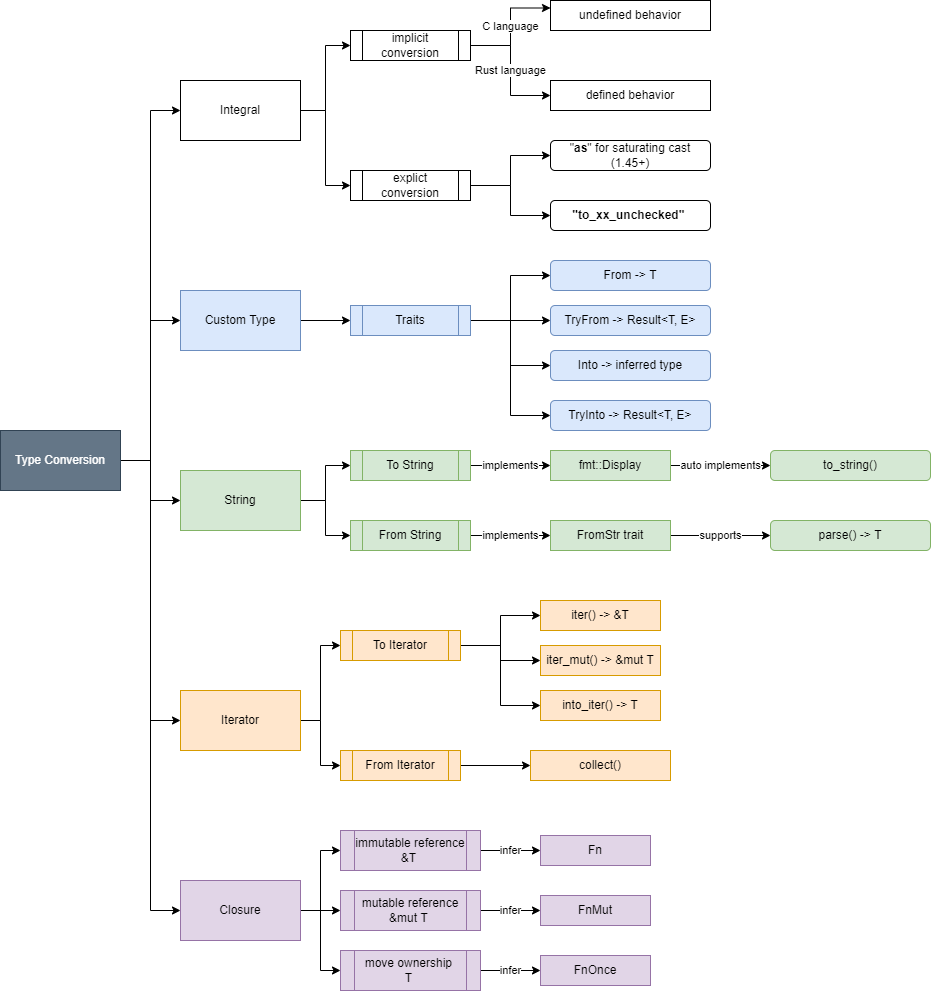 undefined behavior
C language
implicit
conversion
Rust language
defined behavior
Integral
"as" for saturating cast
(1.45+)
explict
conversion
"to_xx_unchecked"
From -> T
Custom Type
Traits
TryFrom -> Result<T, E>
Into -> inferred type
TryInto -> Result<T, E>
Type Conversion
To String
implements
fmt::Display
auto implements
to_string()
String
From String
implements
FromStr trait
supports
parse() -> T
iter() -> &T
To Iterator
iter_mut() -> &mut T
into_iter() -> T
Iterator
From Iterator
collect()
immutable reference
&T
infer
Fn
Closure
mutable reference
&mut T
infer
FnMut
move ownership
T
infer
FnOnce